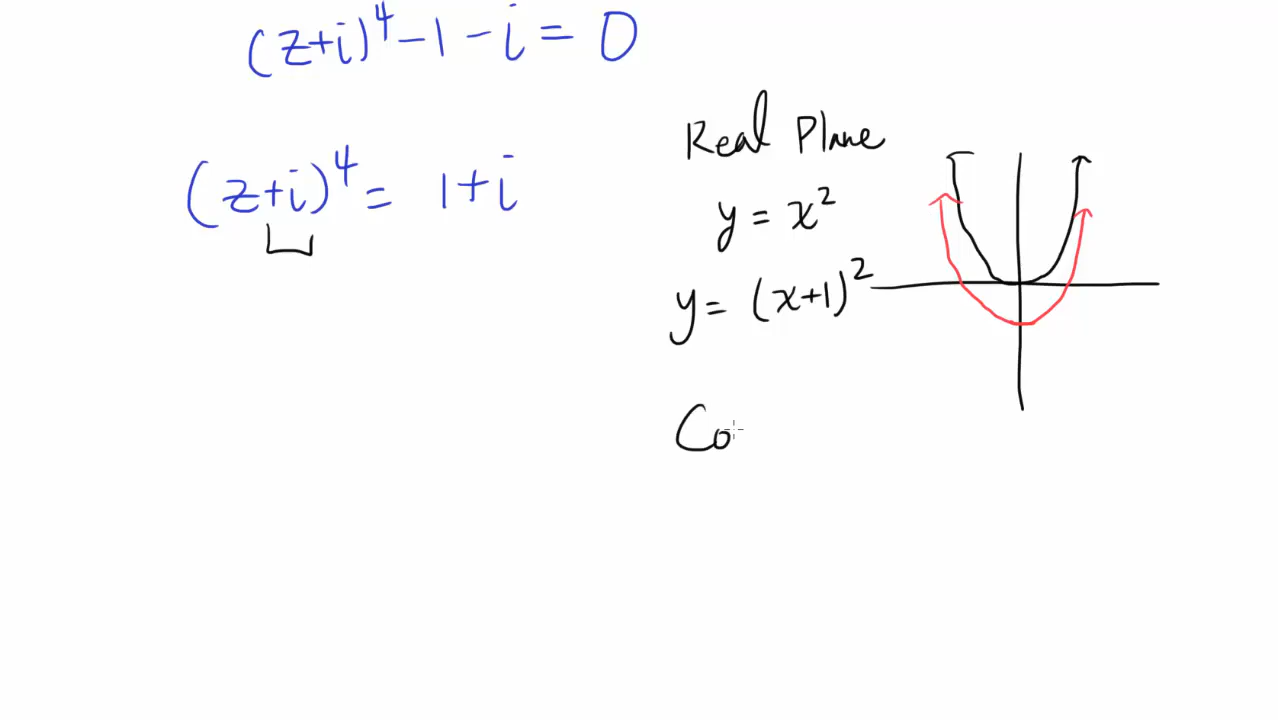 (z+i)⁴-1-i=0
(z+i)⁴= 1+i
Real Plane
y = x²
y= (x+1)²
Co